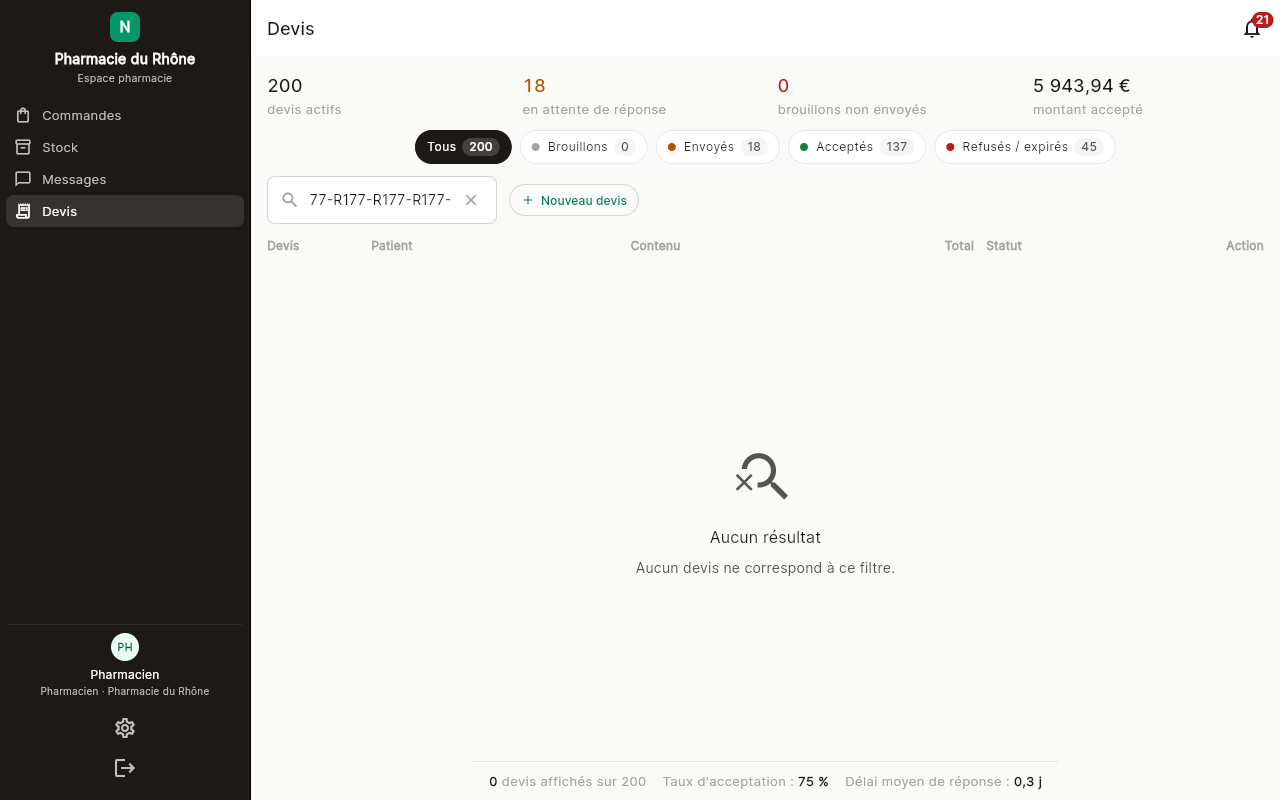 N
Pharmacie du Rhône
Espace pharmacie
Commandes
Stock
Messages
Devis
PH
Pharmacien
Pharmacien · Pharmacie du Rhône
Devis
21
200
devis actifs
18
en attente de réponse
0
brouillons non envoyés
5 943,94 €
montant accepté
Tous 200
Brouillons 0
Envoyés 18
Acceptés 137
Refusés / expirés 45
77-R177-R177-R177-
+ Nouveau devis
Devis Patient Contenu Total Statut Action
Aucun résultat
Aucun devis ne correspond à ce filtre.
0 devis affichés sur 200 Taux d'acceptation : 75 % Délai moyen de réponse : 0,3 j